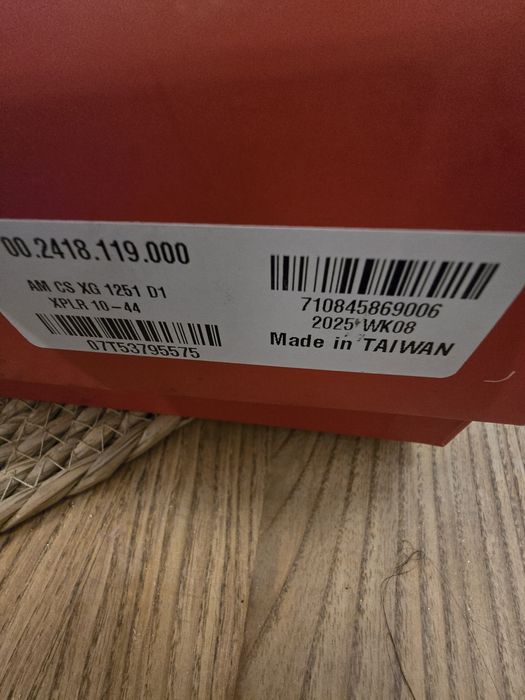 00.2418.119.000
AM CS XG 1251 D1
XPLR 10-44
07T53795575
710845869006
2025 WK08
Made in TAIWAN